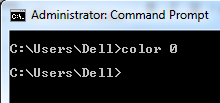 Administrator: Command Prompt
C:\Users\Dell>color 0
C:\Users\Dell>